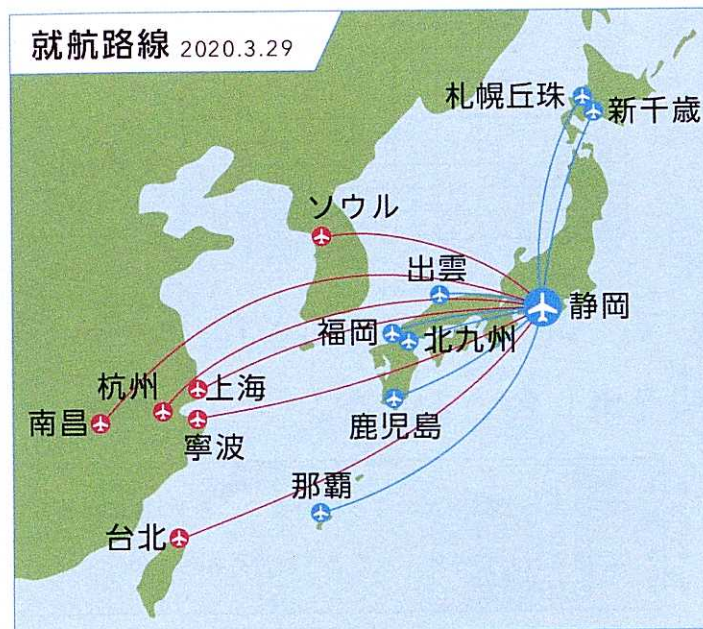 就航路線 2020.3.29
札幌丘珠
新千歳
ソウル
出雲
静岡
福岡
北九州
杭州
上海
南昌
寧波
鹿児島
那覇
台北